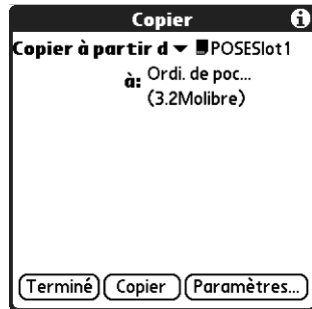 Copier
Copier à partir d POSESlot1
à: Ordi. de poc...
(3.2Molibre)
Terminé Copier Paramètres...